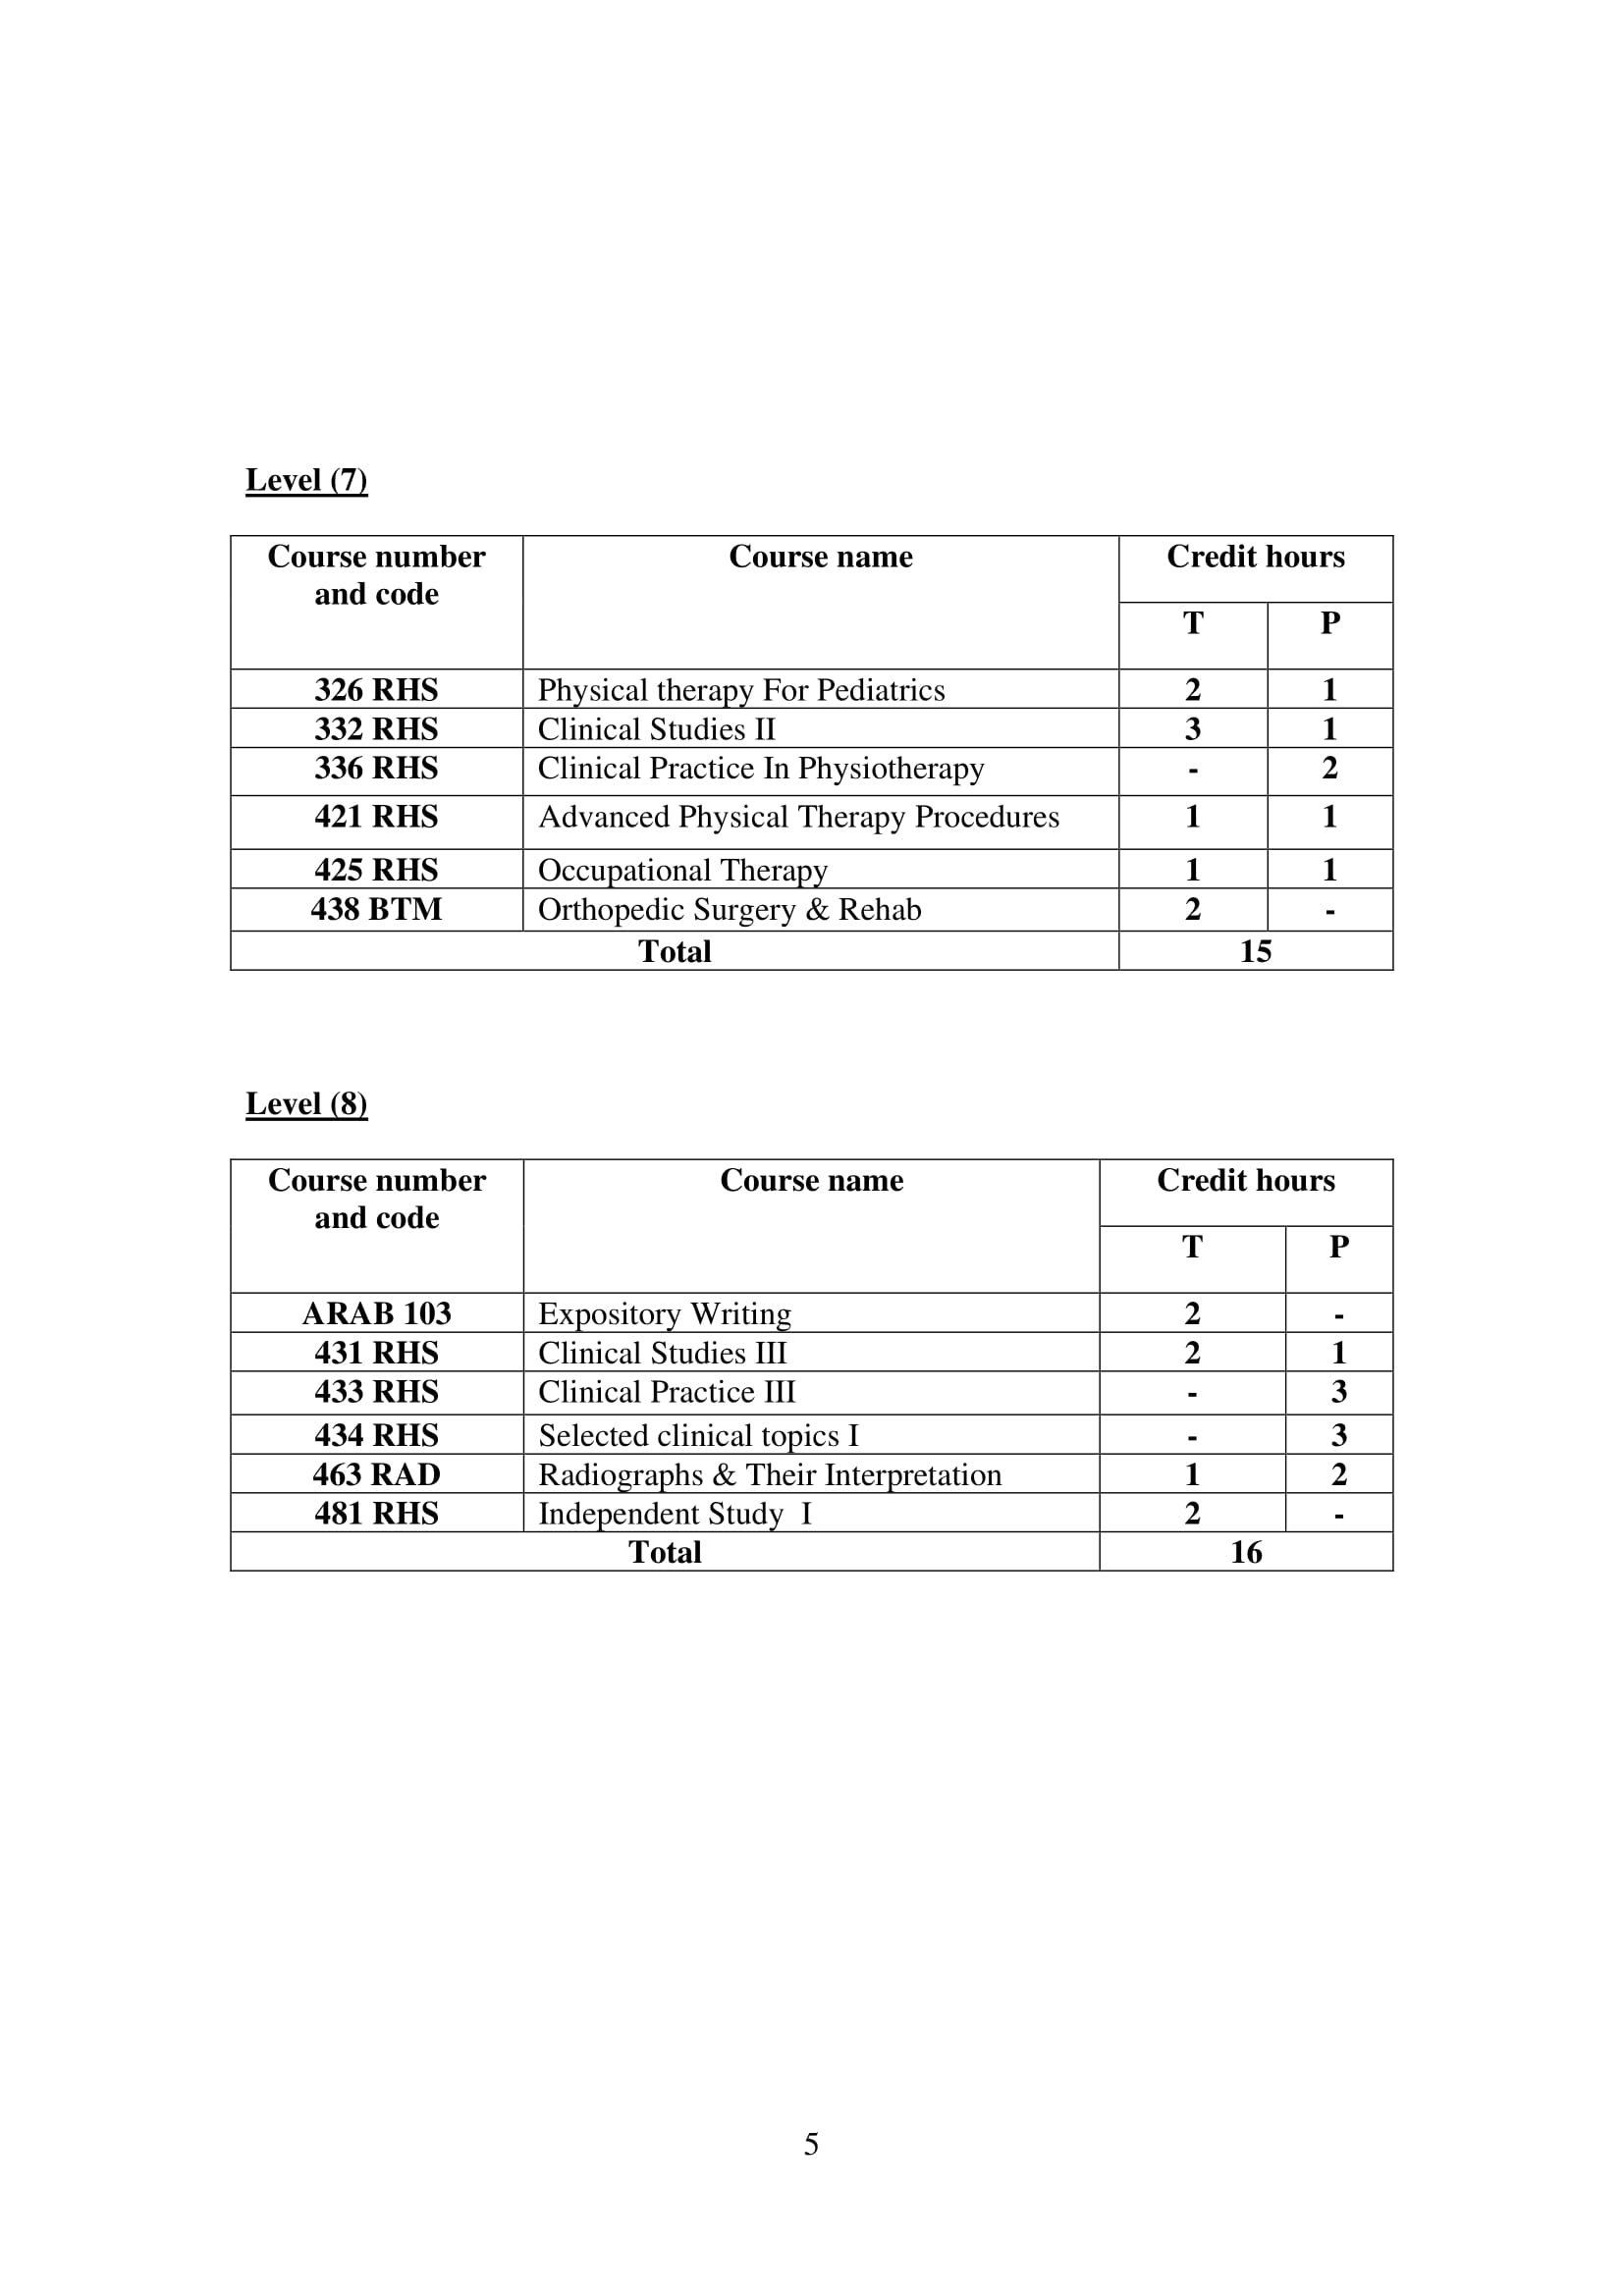 Level (7)
Course number and code Course name Credit hours
T P
326 RHS Physical therapy For Pediatrics 2 1
332 RHS Clinical Studies II 3 1
336 RHS Clinical Practice In Physiotherapy - 2
421 RHS Advanced Physical Therapy Procedures 1 1
425 RHS Occupational Therapy 1 1
438 BTM Orthopedic Surgery & Rehab 2 -
Total 15
Level (8)
Course number and code Course name Credit hours
T P
ARAB 103 Expository Writing 2 -
431 RHS Clinical Studies III 2 1
433 RHS Clinical Practice III - 3
434 RHS Selected clinical topics I - 3
463 RAD Radiographs & Their Interpretation 1 2
481 RHS Independent Study I 2 -
Total 16
5